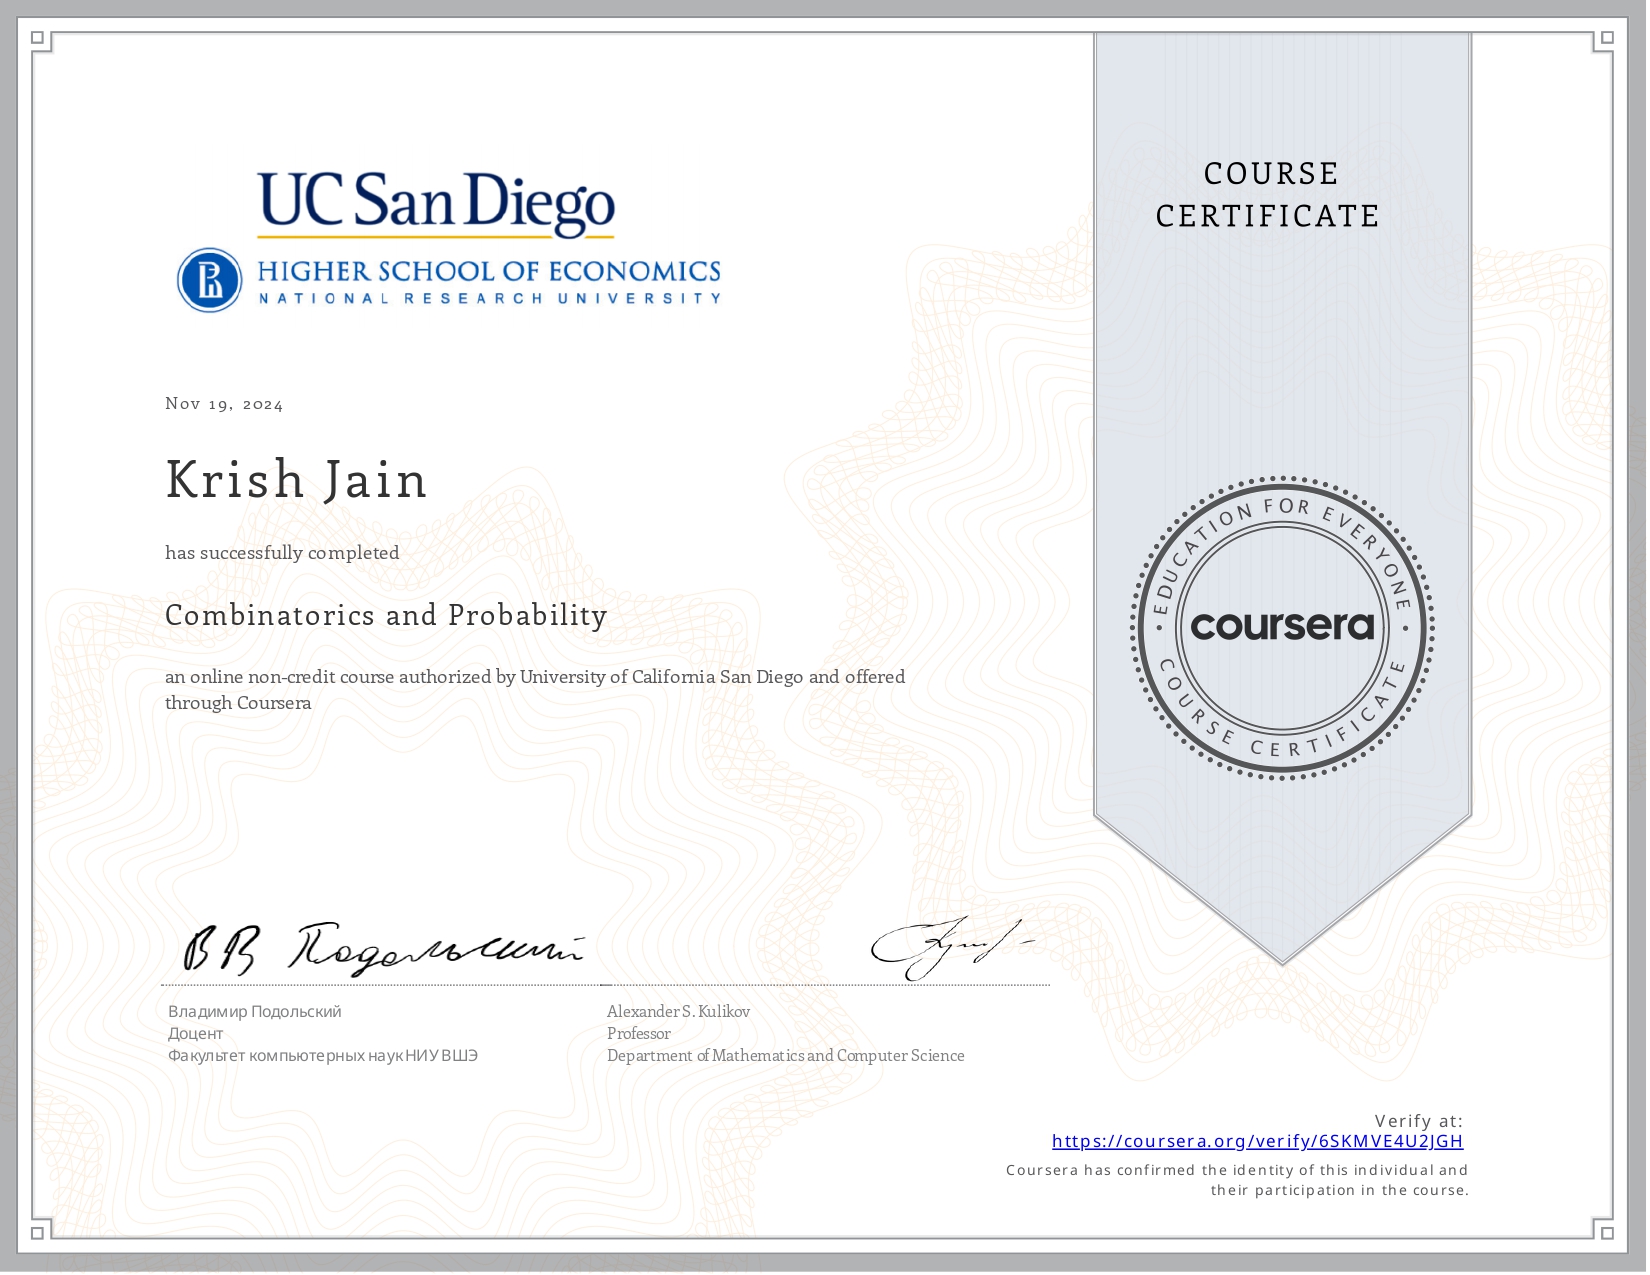 UC San Diego
HIGHER SCHOOL OF ECONOMICS
NATIONAL RESEARCH UNIVERSITY
COURSE
CERTIFICATE
Nov 19, 2024
Krish Jain
has successfully completed
Combinatorics and Probability
an online non-credit course authorized by University of California San Diego and offered
through Coursera
EDUCATION FOR EVERYONE
coursera
COURSE CERTIFICATE
ВВ Подольский
Владимир Подольский
Доцент
Факультет компьютерных наук НИУ ВШЭ
Alexander S. Kulikov
Professor
Department of Mathematics and Computer Science
Verify at:
https://coursera.org/verify/6SKMVE4U2JGH
Coursera has confirmed the identity of this individual and
their participation in the course.